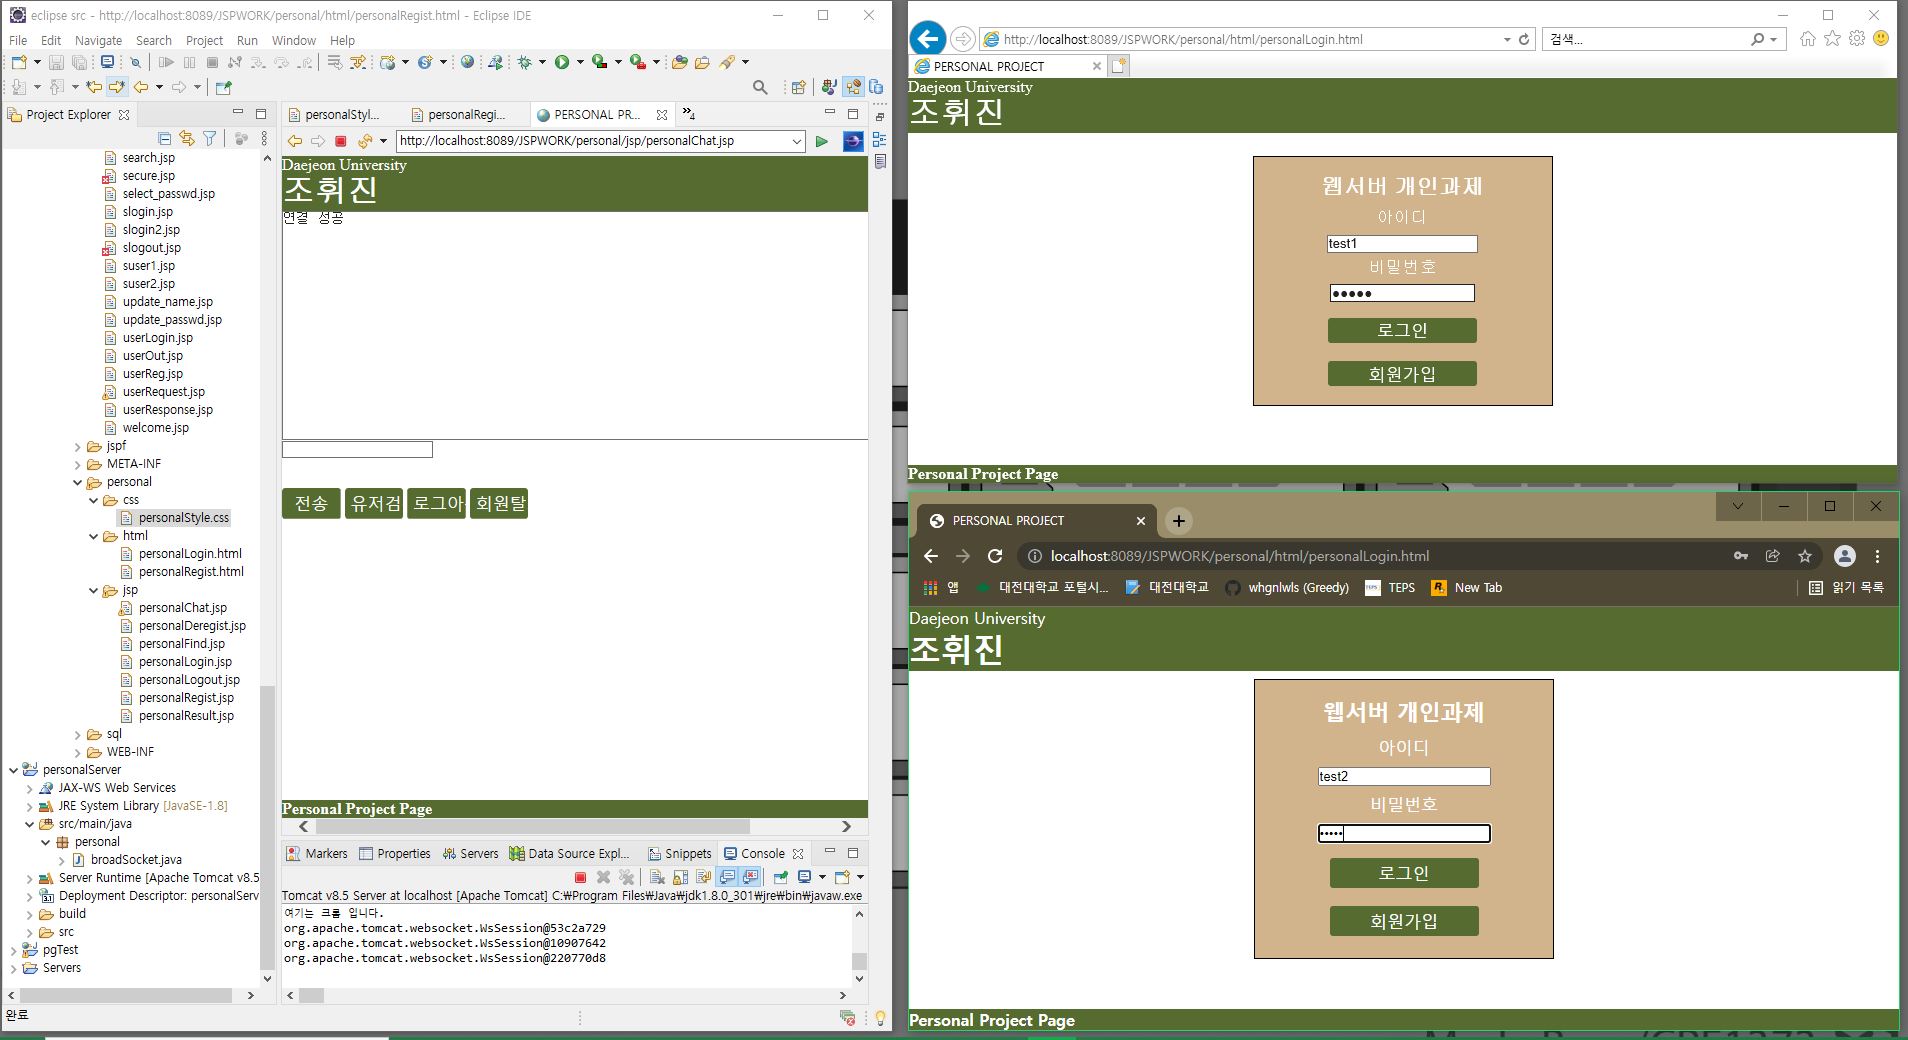 eclipse src - http://localhost:8089/JSPWORK/personal/html/personalRegist.html - Eclipse IDE
File Edit Navigate Search Project Run Window Help
Project Explorer
search.jsp
secure.jsp
select_passwd.jsp
slogin.jsp
slogin2.jsp
slogout.jsp
suser1.jsp
suser2.jsp
update_name.jsp
update_passwd.jsp
userLogin.jsp
userOut.jsp
userReg.jsp
userRequest.jsp
userResponse.jsp
welcome.jsp
jspf
META-INF
personal
css
personalStyle.css
html
personalLogin.html
personalRegist.html
jsp
personalChat.jsp
personalDeregist.jsp
personalFind.jsp
personalLogin.jsp
personalLogout.jsp
personalRegist.jsp
personalResult.jsp
sql
WEB-INF
personalServer
JAX-WS Web Services
JRE System Library [JavaSE-1.8]
src/main/java
personal
broadSocket.java
Server Runtime [Apache Tomcat v8.5
Deployment Descriptor: personalServ
build
src
pgTest
Servers
완료
personalStyl... personalRegi... PERSONAL PR... »4
http://localhost:8089/JSPWORK/personal/jsp/personalChat.jsp
Daejeon University
조휘진
연결 성공
전송 유저검 로그아 회원탈
Personal Project Page
Markers Properties Servers Data Source Expl... Snippets Console
Tomcat v8.5 Server at localhost [Apache Tomcat] C:₩Program Files₩Java₩jdk1.8.0_301₩jre₩bin₩javaw.exe
여기는 크롬 입니다.
org.apache.tomcat.websocket.WsSession@53c2a729
org.apache.tomcat.websocket.WsSession@10907642
org.apache.tomcat.websocket.WsSession@220770d8
http://localhost:8089/JSPWORK/personal/html/personalLogin.html 검색...
PERSONAL PROJECT
Daejeon University
조휘진
웹서버 개인과제
아이디
test1
비밀번호
●●●●●
로그인
회원가입
Personal Project Page
PERSONAL PROJECT
localhost:8089/JSPWORK/personal/html/personalLogin.html
앱 대전대학교 포털시... 대전대학교 whgnlwls (Greedy) TEPS TEPS R. New Tab 읽기 목록
Daejeon University
조휘진
웹서버 개인과제
아이디
test2
비밀번호
•••••
로그인
회원가입
Personal Project Page